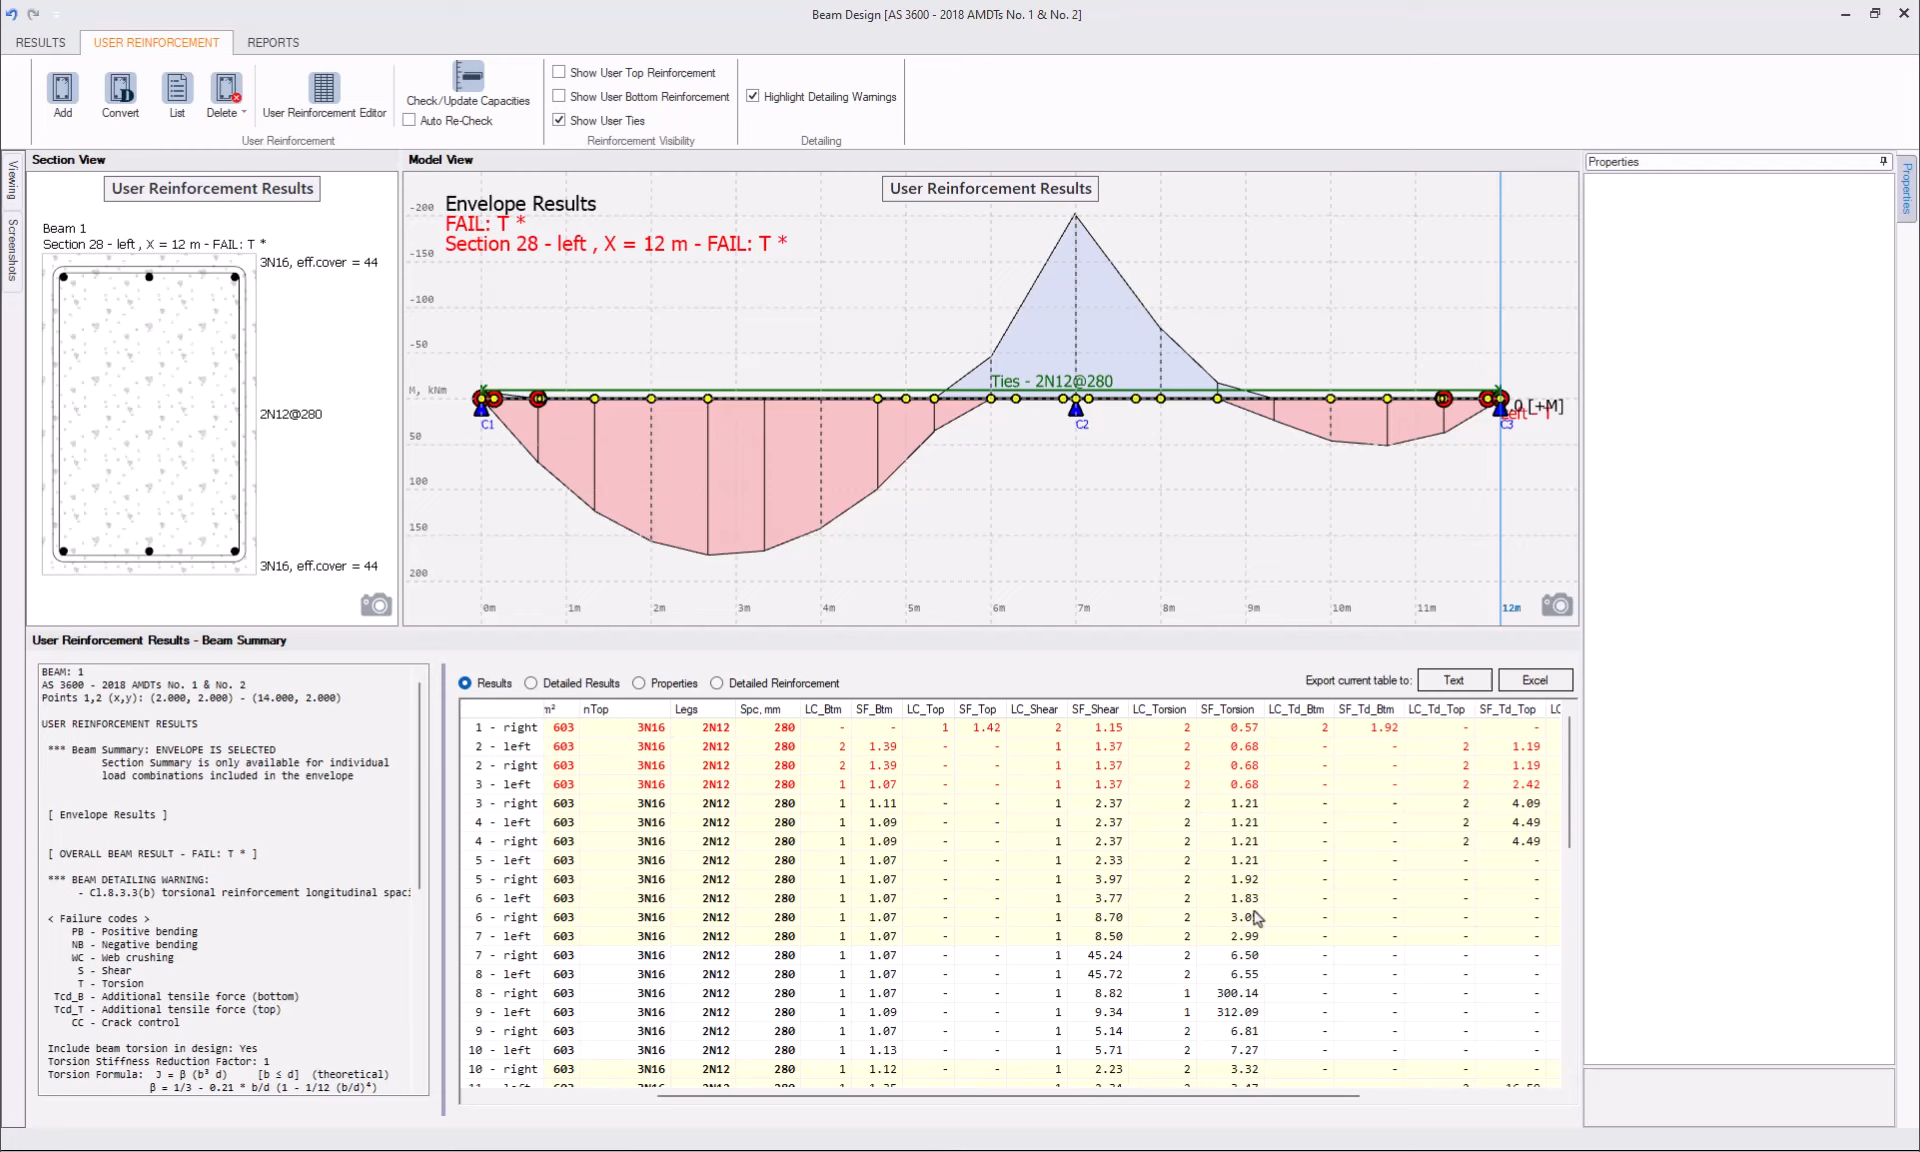 Beam Design [AS 3600 - 2018 AMDTs No. 1 & No. 2]
RESULTS USER REINFORCEMENT REPORTS
Add Convert List Delete User Reinforcement Editor
Check/Update Capacities
Auto Re-Check
Show User Top Reinforcement
Show User Bottom Reinforcement
Show User Ties
Highlight Detailing Warnings
User Reinforcement Reinforcement Visibility Detailing
Viewing
Screenshots
Section View
User Reinforcement Results
Beam 1
Section 28 - left , X = 12 m - FAIL: T *
3N16, eff.cover = 44
2N12@280
3N16, eff.cover = 44
Model View
User Reinforcement Results
Envelope Results
FAIL: T *
Section 28 - left , X = 12 m - FAIL: T *
-200
-150
-100
-50
M, kNm
50
100
150
200
Ties - 2N12@280
0 [+M]
C1 C2 C3
0m 1m 2m 3m 4m 5m 6m 7m 8m 9m 10m 11m 12m
Properties
Properties
User Reinforcement Results - Beam Summary
BEAM: 1
AS 3600 - 2018 AMDTs No. 1 & No. 2
Points 1,2 (x,y): (2.000, 2.000) - (14.000, 2.000)
USER REINFORCEMENT RESULTS
*** Beam Summary: ENVELOPE IS SELECTED
Section Summary is only available for individual
load combinations included in the envelope
[ Envelope Results ]
[ OVERALL BEAM RESULT - FAIL: T * ]
*** BEAM DETAILING WARNING:
- Cl.8.3.3(b) torsional reinforcement longitudinal spaci
< Failure codes >
PB - Positive bending
NB - Negative bending
WC - Web crushing
S - Shear
T - Torsion
Tcd_B - Additional tensile force (bottom)
Tcd_T - Additional tensile force (top)
CC - Crack control
Include beam torsion in design: Yes
Torsion Stiffness Reduction Factor: 1
Torsion Formula: J = β (b³ d) [b ≤ d] (theoretical)
β = 1/3 - 0.21 * b/d (1 - 1/12 (b/d)⁴)
Results Detailed Results Properties Detailed Reinforcement Export current table to: Text Excel
m² nTop Legs Spc, mm LC_Btm SF_Btm LC_Top SF_Top LC_Shear SF_Shear LC_Torsion SF_Torsion LC_Td_Btm SF_Td_Btm LC_Td_Top SF_Td_Top LC
1 - right 603 3N16 2N12 280 - - 1 1.42 2 1.15 2 0.57 2 1.92 - -
2 - left 603 3N16 2N12 280 2 1.39 - - 1 1.37 2 0.68 - - 2 1.19
2 - right 603 3N16 2N12 280 2 1.39 - - 1 1.37 2 0.68 - - 2 1.19
3 - left 603 3N16 2N12 280 1 1.07 - - 1 1.37 2 0.68 - - 2 2.42
3 - right 603 3N16 2N12 280 1 1.11 - - 1 2.37 2 1.21 - - 2 4.09
4 - left 603 3N16 2N12 280 1 1.09 - - 1 2.37 2 1.21 - - 2 4.49
4 - right 603 3N16 2N12 280 1 1.09 - - 1 2.37 2 1.21 - - 2 4.49
5 - left 603 3N16 2N12 280 1 1.07 - - 1 2.33 2 1.21 - - - -
5 - right 603 3N16 2N12 280 1 1.07 - - 1 3.97 2 1.92 - - - -
6 - left 603 3N16 2N12 280 1 1.07 - - 1 3.77 2 1.83 - - - -
6 - right 603 3N16 2N12 280 1 1.07 - - 1 8.70 2 - - - -
7 - left 603 3N16 2N12 280 1 1.07 - - 1 8.50 2 2.99 - - - -
7 - right 603 3N16 2N12 280 1 1.07 - - 1 45.24 2 6.50 - - - -
8 - left 603 3N16 2N12 280 1 1.07 - - 1 45.72 2 6.55 - - - -
8 - right 603 3N16 2N12 280 1 1.07 - - 1 8.82 1 300.14 - - - -
9 - left 603 3N16 2N12 280 1 1.09 - - 1 9.34 1 312.09 - - - -
9 - right 603 3N16 2N12 280 1 1.07 - - 1 5.14 2 6.81 - - - -
10 - left 603 3N16 2N12 280 1 1.13 - - 1 5.71 2 7.27 - - - -
10 - right 603 3N16 2N12 280 1 1.12 - - 1 2.23 2 3.32 - - - -